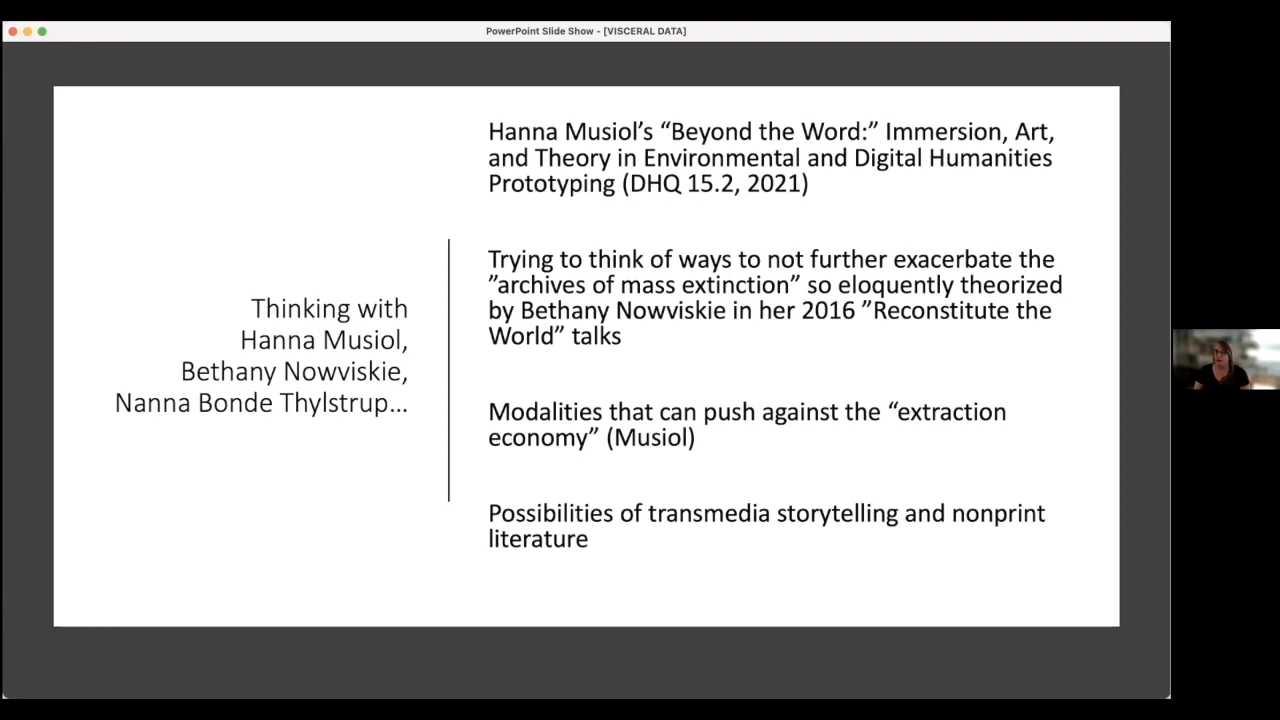 PowerPoint Slide Show - [VISCERAL DATA]
Thinking with
Hanna Musiol,
Bethany Nowviskie,
Nanna Bonde Thylstrup...
Hanna Musiol’s “Beyond the Word:” Immersion, Art,
and Theory in Environmental and Digital Humanities
Prototyping (DHQ 15.2, 2021)
Trying to think of ways to not further exacerbate the
”archives of mass extinction” so eloquently theorized
by Bethany Nowviskie in her 2016 ”Reconstitute the
World” talks
Modalities that can push against the “extraction
economy” (Musiol)
Possibilities of transmedia storytelling and nonprint
literature